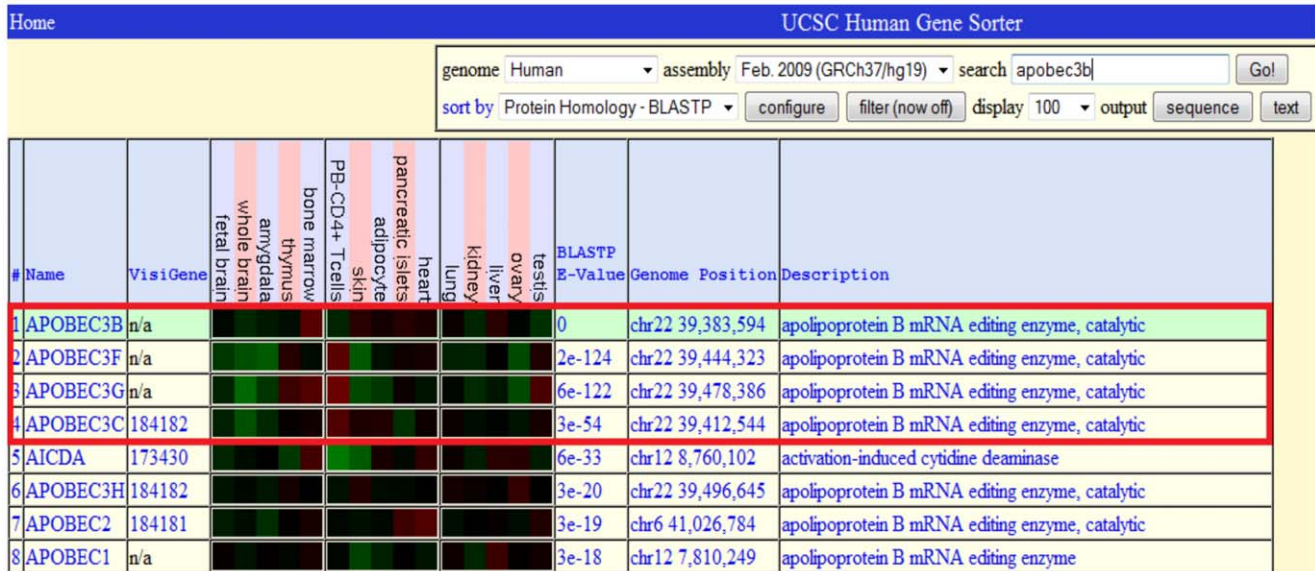 Home UCSC Human Gene Sorter
genome Human assembly Feb. 2009 (GRCh37/hg19) search apobec3b Go!
sort by Protein Homology - BLASTP configure filter (now off) display 100 output sequence text
# Name VisiGene fetal brain whole brain amygdala thymus bone marrow PB-CD4+ Tcells skin adipocyte pancreatic islets heart lung kidney liver ovary testis BLASTP E-Value Genome Position Description
1 APOBEC3B n/a 0 chr22 39,383,594 apolipoprotein B mRNA editing enzyme, catalytic
2 APOBEC3F n/a 2e-124 chr22 39,444,323 apolipoprotein B mRNA editing enzyme, catalytic
3 APOBEC3G n/a 6e-122 chr22 39,478,386 apolipoprotein B mRNA editing enzyme, catalytic
4 APOBEC3C 184182 3e-54 chr22 39,412,544 apolipoprotein B mRNA editing enzyme, catalytic
5 AICDA 173430 6e-33 chr12 8,760,102 activation-induced cytidine deaminase
6 APOBEC3H 184182 3e-20 chr22 39,496,645 apolipoprotein B mRNA editing enzyme, catalytic
7 APOBEC2 184181 3e-19 chr6 41,026,784 apolipoprotein B mRNA editing enzyme, catalytic
8 APOBEC1 n/a 3e-18 chr12 7,810,249 apolipoprotein B mRNA editing enzyme